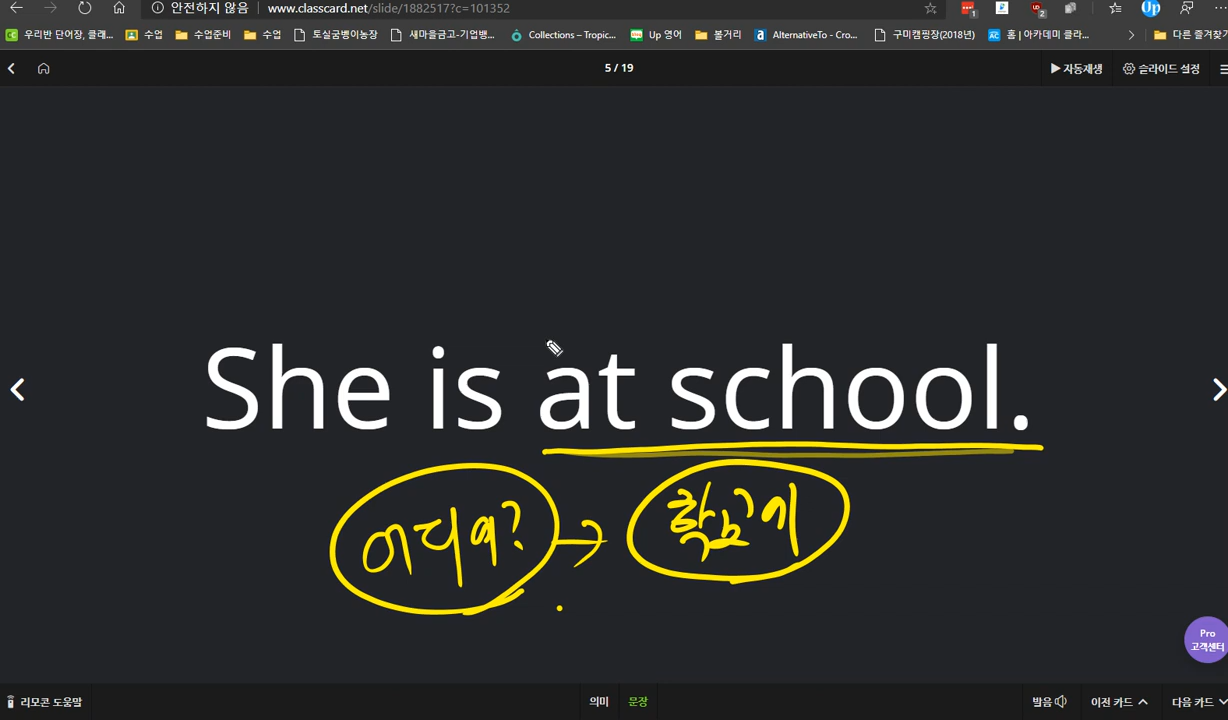 안전하지 않음 www.classcard.net/slide/1882517?c=101352
우리반 단어장, 클래... 수업 수업준비 수업 토실굼벵이농장 새마을금고-기업뱅... Collections – Tropic... Up 영어 볼거리 AlternativeTo - Cro... 구미캠핑장(2018년) 홈 | 아카데미 클라... 다른 즐겨찾기
5 / 19 자동재생 슬라이드 설정
She is at school.
어디에? → 학교에
Pro
고객센터
리모콘 도움말 의미 문장 발음 이전 카드 다음 카드